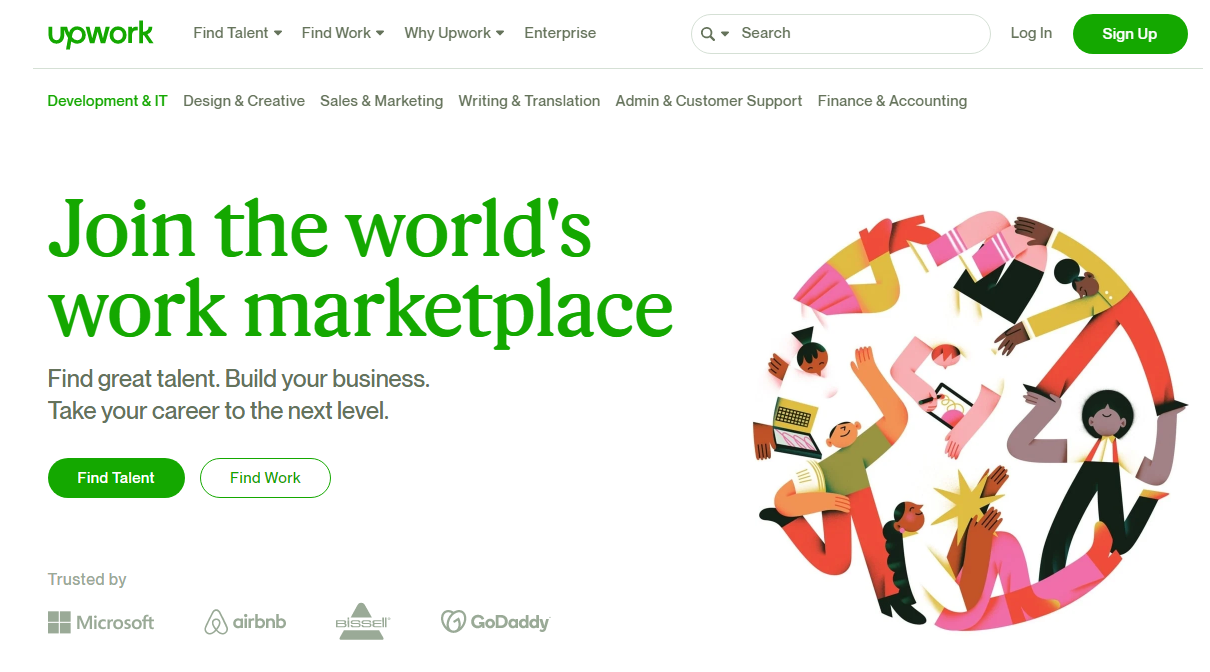 upwork Find Talent Find Work Why Upwork Enterprise Search Log In Sign Up
Development & IT Design & Creative Sales & Marketing Writing & Translation Admin & Customer Support Finance & Accounting
Join the world's
work marketplace
Find great talent. Build your business.
Take your career to the next level.
Find Talent Find Work
Trusted by
Microsoft airbnb BISSELL GoDaddy